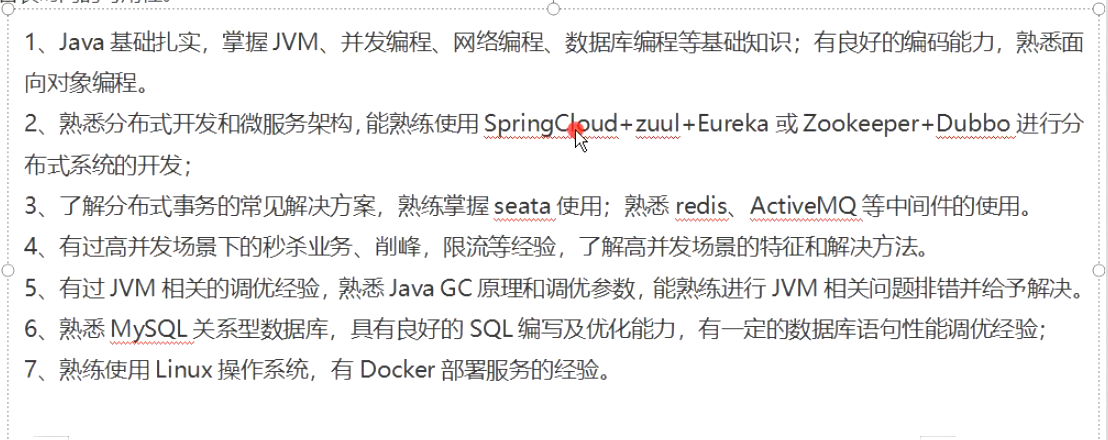 1、Java 基础扎实，掌握 JVM、并发编程、网络编程、数据库编程等基础知识；有良好的编码能力，熟悉面
向对象编程。
2、熟悉分布式开发和微服务架构，能熟练使用 SpringCloud+zuul+Eureka 或 Zookeeper+Dubbo 进行分
布式系统的开发；
3、了解分布式事务的常见解决方案，熟练掌握 seata 使用；熟悉 redis、ActiveMQ 等中间件的使用。
4、有过高并发场景下的秒杀业务、削峰，限流等经验，了解高并发场景的特征和解决方法。
5、有过 JVM 相关的调优经验，熟悉 Java GC 原理和调优参数，能熟练进行 JVM 相关问题排错并给予解决。
6、熟悉 MySQL 关系型数据库，具有良好的 SQL 编写及优化能力，有一定的数据库语句性能调优经验；
7、熟练使用 Linux 操作系统，有 Docker 部署服务的经验。